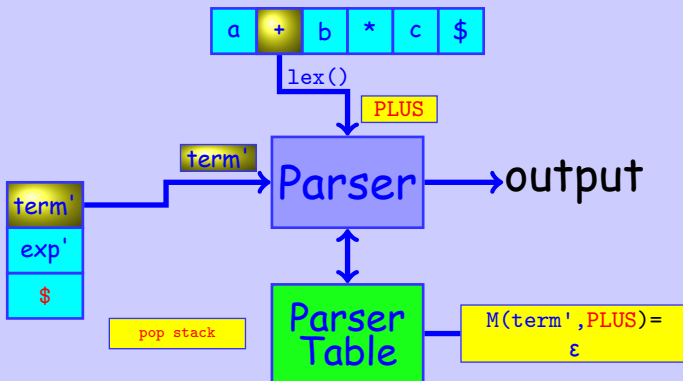 a + b * c $
lex()
PLUS
term'
Parser
output
term'
exp'
$
pop stack
Parser
Table
M(term',PLUS)=
ε